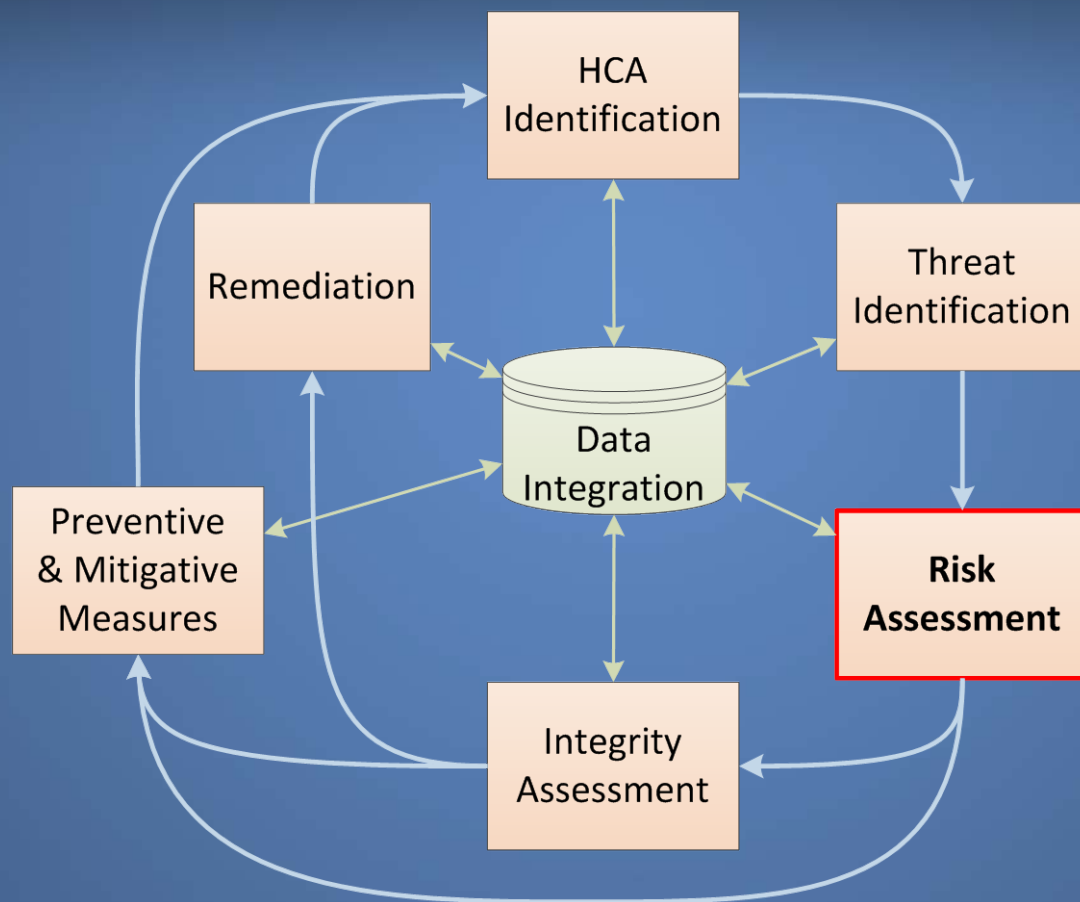 HCA
Identification
Threat
Identification
Remediation
Data
Integration
Preventive
& Mitigative
Measures
Risk
Assessment
Integrity
Assessment